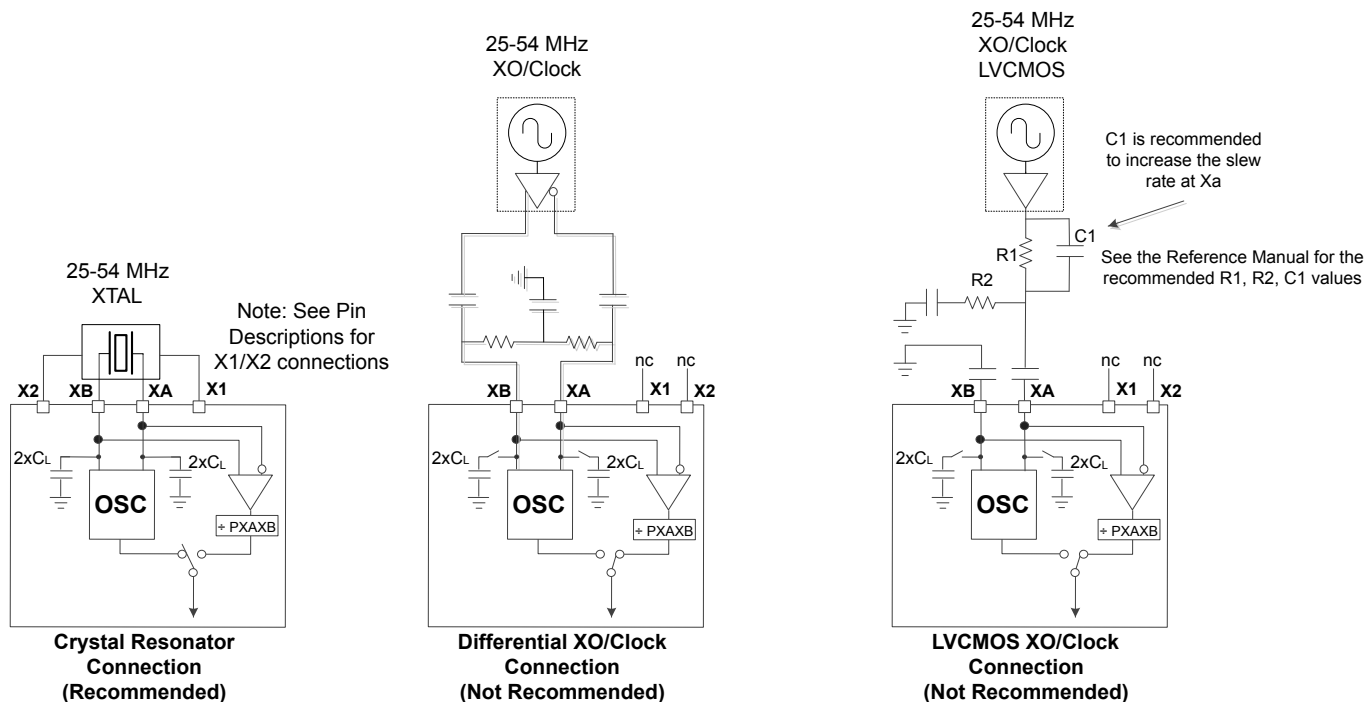 25-54 MHz
XTAL
Note: See Pin
Descriptions for
X1/X2 connections
X2
XB
XA
X1
2xCL
2xCL
OSC
÷ PXAXB
Crystal Resonator
Connection
(Recommended)
25-54 MHz
XO/Clock
nc
nc
XB
XA
X1
X2
2xCL
2xCL
OSC
÷ PXAXB
Differential XO/Clock
Connection
(Not Recommended)
25-54 MHz
XO/Clock
LVCMOS
C1 is recommended
to increase the slew
rate at Xa
R1
C1
See the Reference Manual for the
recommended R1, R2, C1 values
R2
nc
nc
XB
XA
X1
X2
2xCL
2xCL
OSC
÷ PXAXB
LVCMOS XO/Clock
Connection
(Not Recommended)